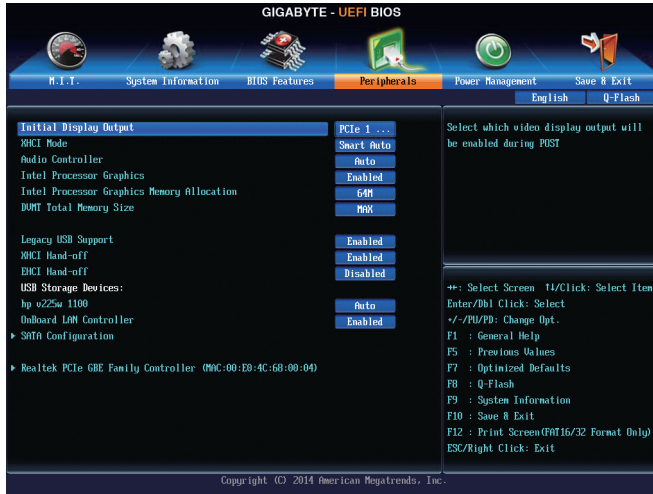 GIGABYTE - UEFI BIOS
M.I.T. System Information BIOS Features Peripherals Power Management Save & Exit
English Q-Flash
Initial Display Output PCIe 1 ...
XHCI Mode Smart Auto
Audio Controller Auto
Intel Processor Graphics Enabled
Intel Processor Graphics Memory Allocation 64M
DVMT Total Memory Size MAX
Legacy USB Support Enabled
XHCI Hand-off Enabled
EHCI Hand-off Disabled
USB Storage Devices:
hp v225w 1100 Auto
OnBoard LAN Controller Enabled
SATA Configuration
Realtek PCIe GBE Family Controller (MAC:00:E0:4C:68:00:04)
Select which video display output will
be enabled during POST
→←: Select Screen ↑↓/Click: Select Item
Enter/Dbl Click: Select
+/-/PU/PD: Change Opt.
F1 : General Help
F5 : Previous Values
F7 : Optimized Defaults
F8 : Q-Flash
F9 : System Information
F10 : Save & Exit
F12 : Print Screen(FAT16/32 Format Only)
ESC/Right Click: Exit
Copyright (C) 2014 American Megatrends, Inc.